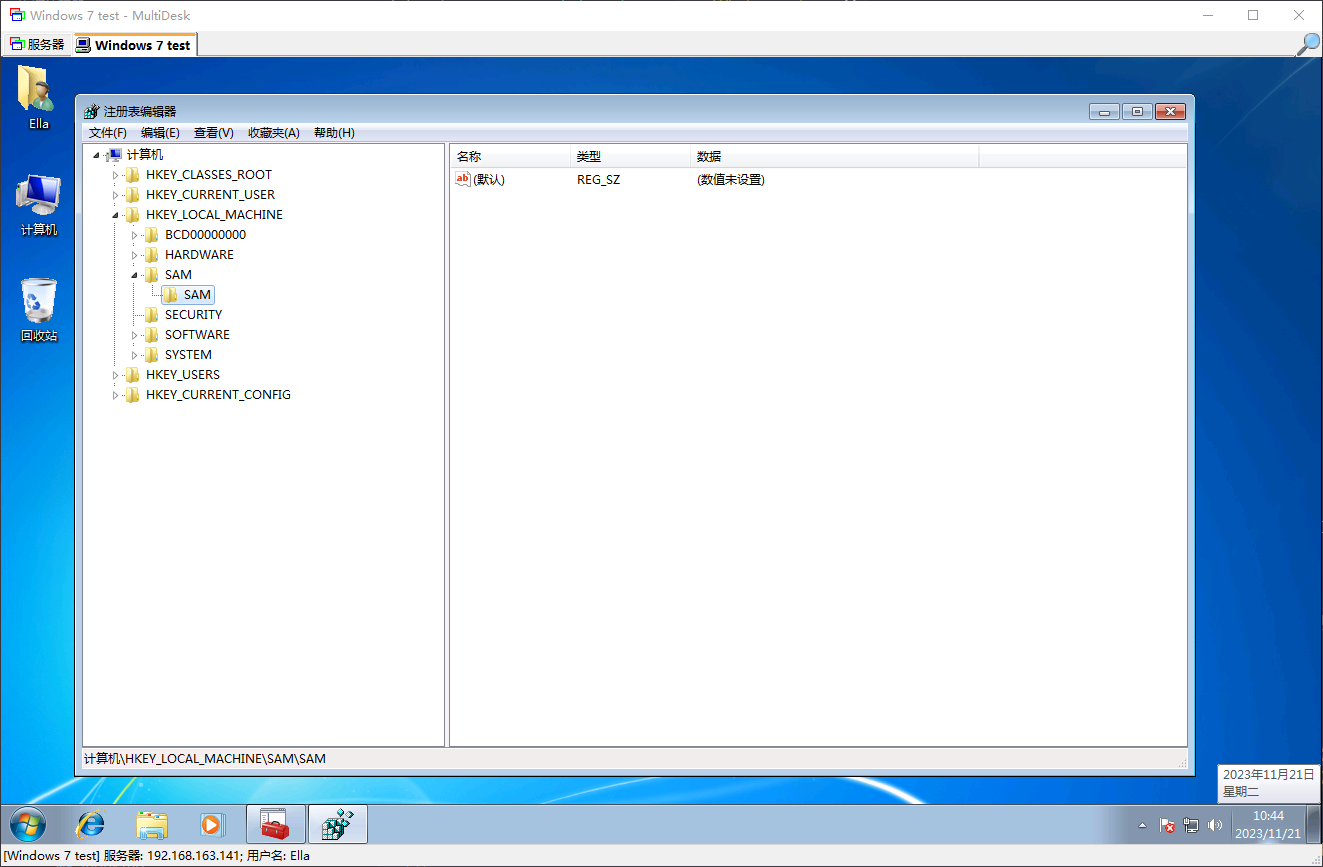 Windows 7 test - MultiDesk
服务器 Windows 7 test
Ella
计算机
回收站
注册表编辑器
文件(F) 编辑(E) 查看(V) 收藏夹(A) 帮助(H)
计算机
HKEY_CLASSES_ROOT
HKEY_CURRENT_USER
HKEY_LOCAL_MACHINE
BCD00000000
HARDWARE
SAM
SAM
SECURITY
SOFTWARE
SYSTEM
HKEY_USERS
HKEY_CURRENT_CONFIG
名称 类型 数据
ab (默认) REG_SZ (数值未设置)
计算机\HKEY_LOCAL_MACHINE\SAM\SAM
2023年11月21日
星期二
10:44
2023/11/21
[Windows 7 test] 服务器: 192.168.163.141; 用户名: Ella